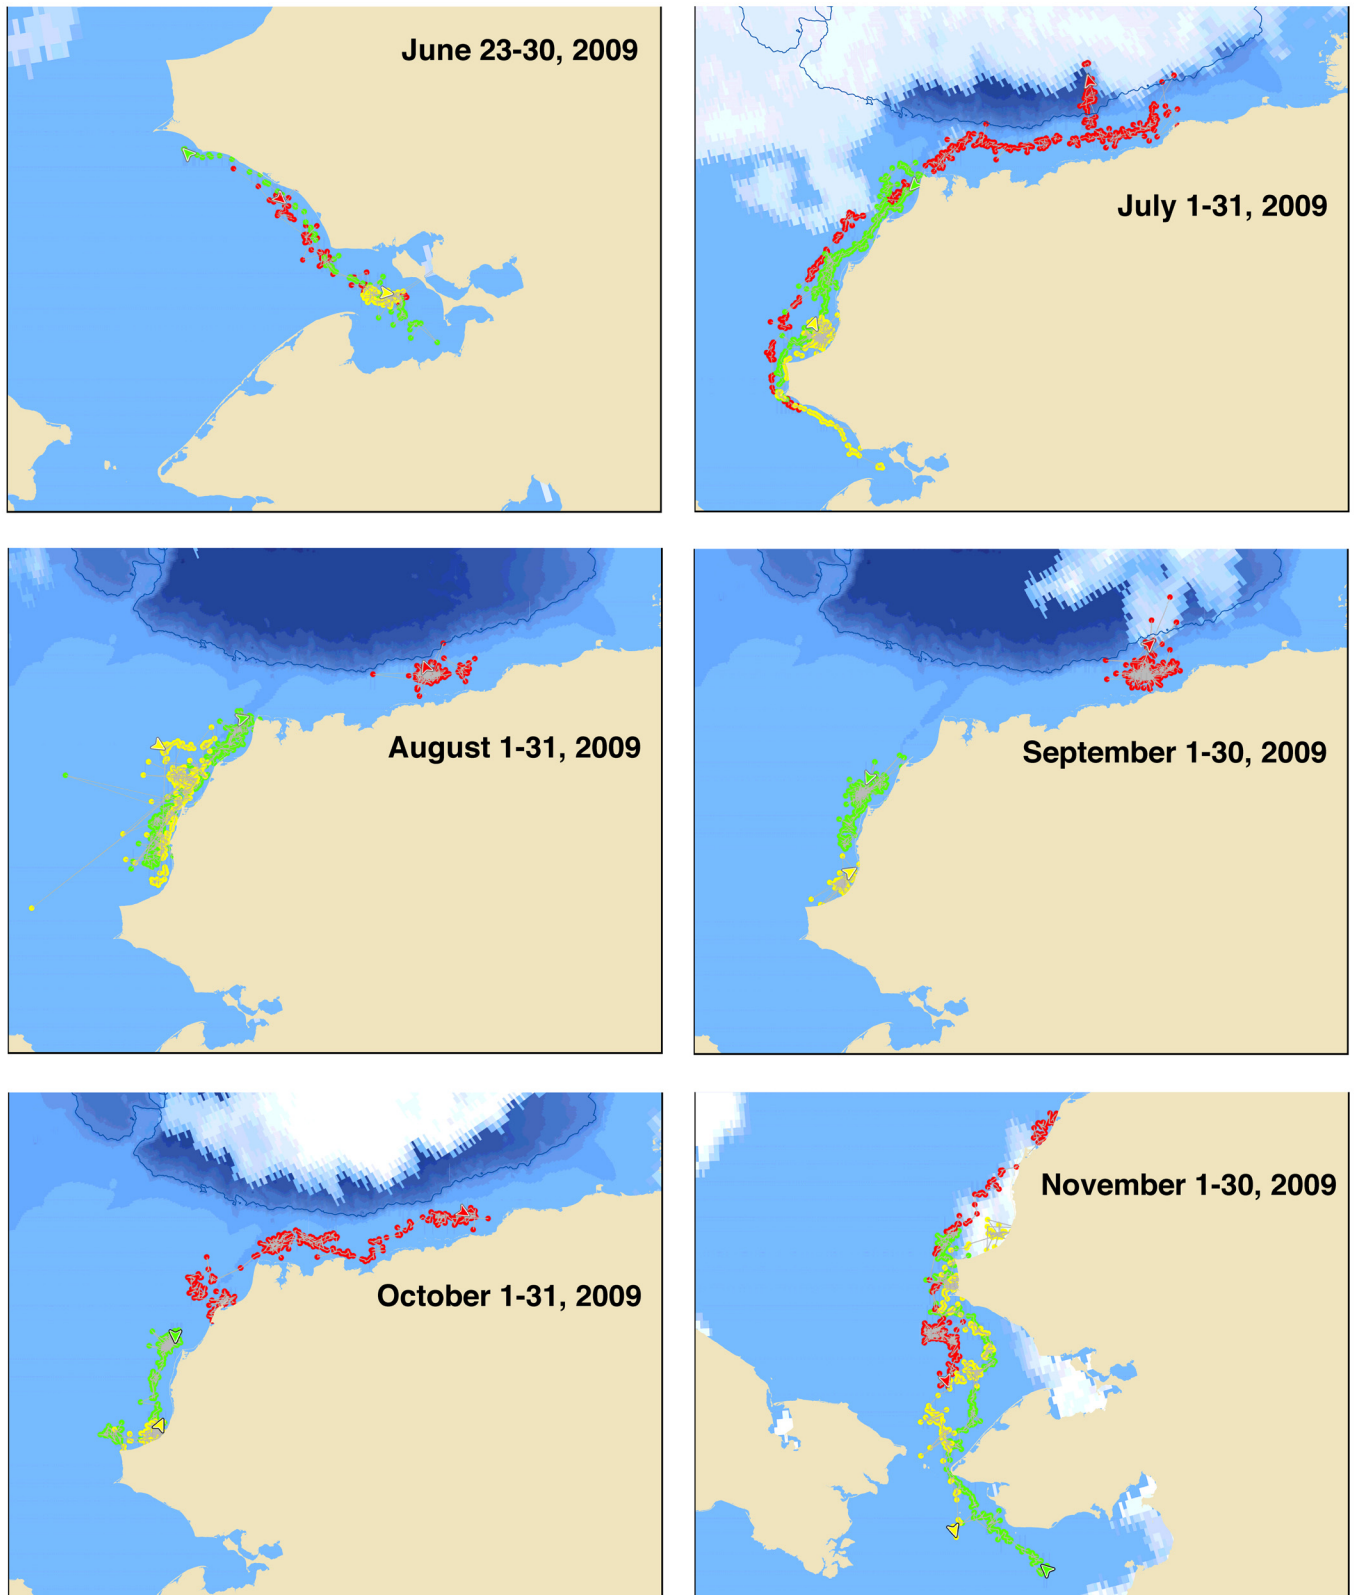 June 23-30, 2009
July 1-31, 2009
August 1-31, 2009
September 1-30, 2009
October 1-31, 2009
November 1-30, 2009